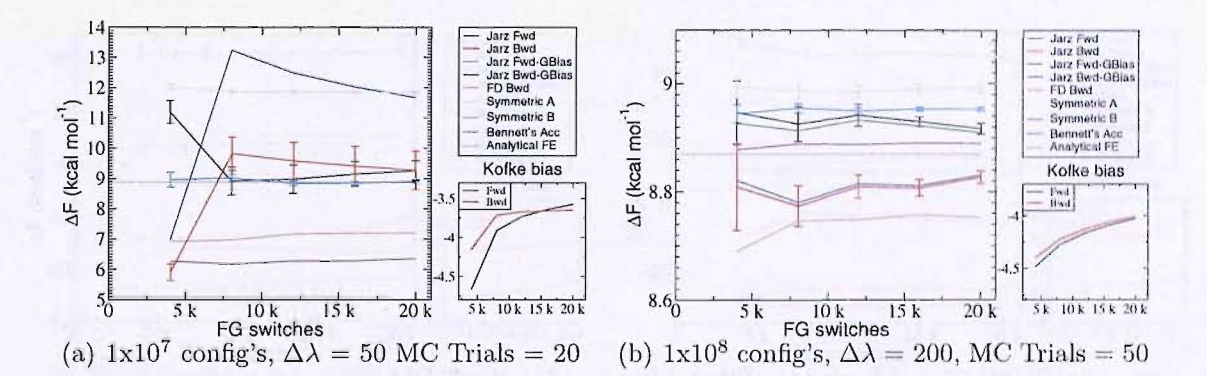 14
13
12
11
10
9
8
7
6
5
0
5 k
10 k
15 k
20 k
ΔF (kcal mol⁻¹)
FG switches
Jarz Fwd
Jarz Bwd
Jarz Fwd-GBias
Jarz Bwd-GBias
FD Bwd
Symmetric A
Symmetric B
Bennett's Acc
Analytical FE
Kofke bias
Fwd
Bwd
-3.5
-4
-4.5
5 k 10 k 15 k 20 k
(a) 1x10⁷ config's, Δλ = 50 MC Trials = 20
9
8.8
8.6
0
5 k
10 k
15 k
20 k
ΔF (kcal mol⁻¹)
FG switches
Jarz Fwd
Jarz Bwd
Jarz Fwd-GBias
Jarz Bwd-GBias
FD Bwd
Symmetric A
Symmetric B
Bennett's Acc
Analytical FE
Kofke bias
Fwd
Bwd
-4
-4.5
5 k 10 k 15 k 20 k
(b) 1x10⁸ config's, Δλ = 200, MC Trials = 50